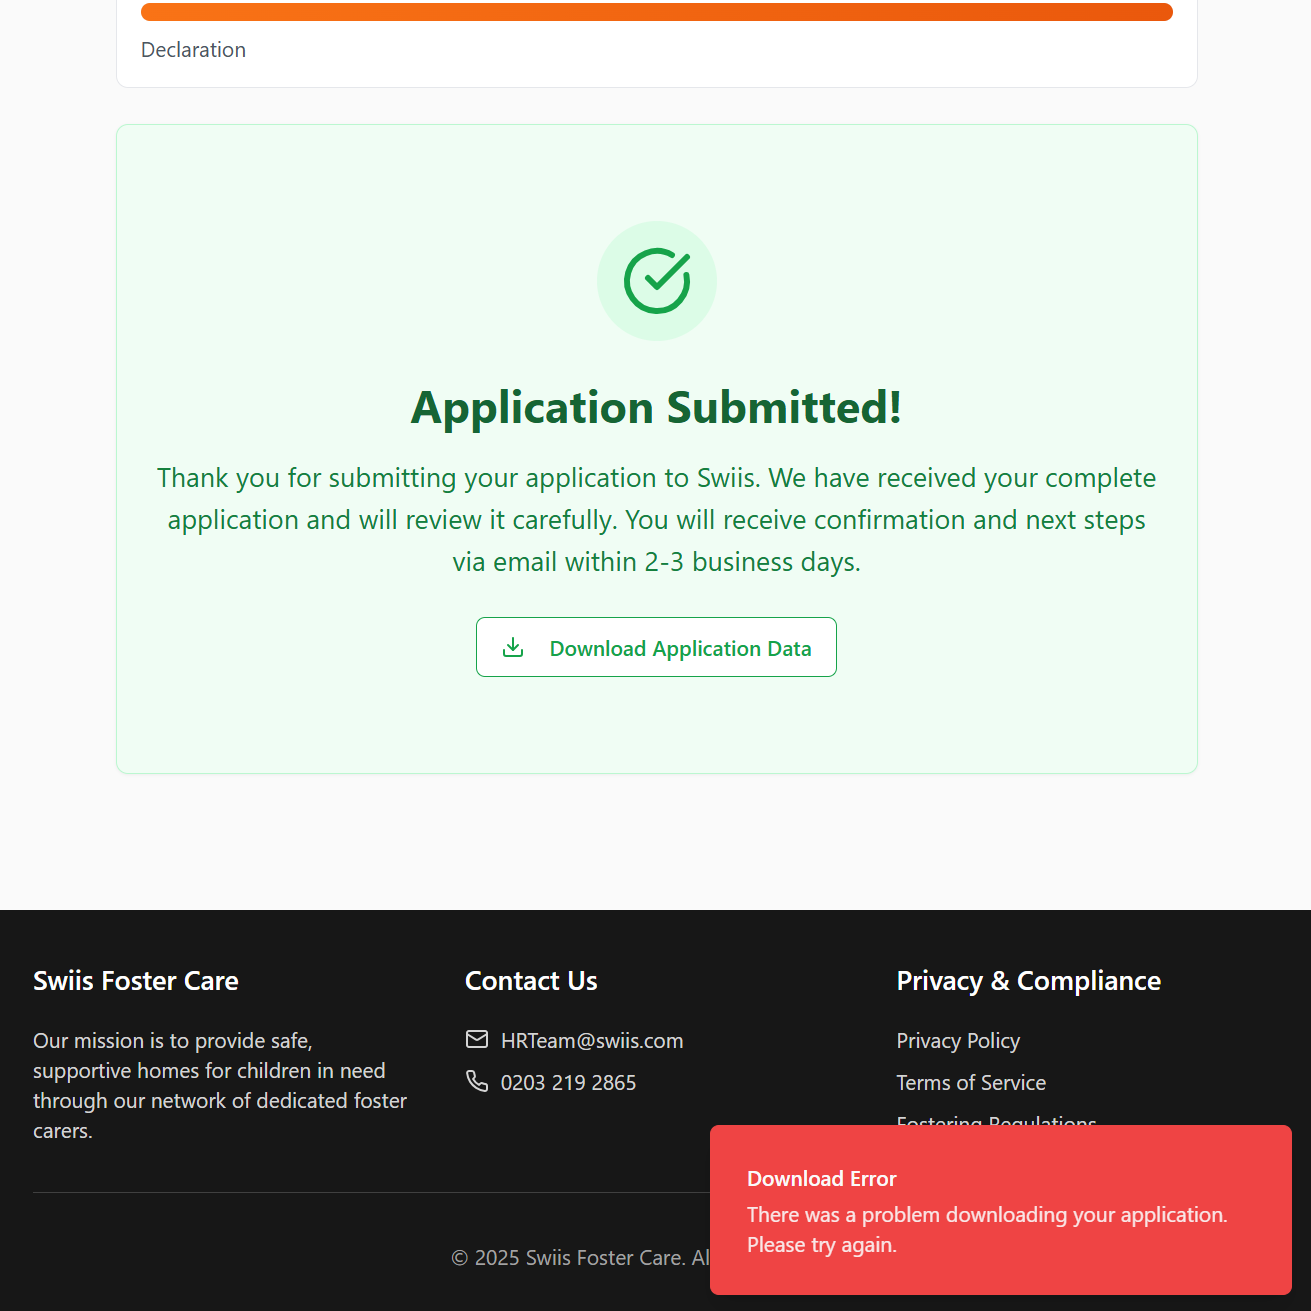 Declaration
Application Submitted!
Thank you for submitting your application to Swiis. We have received your complete
application and will review it carefully. You will receive confirmation and next steps
via email within 2-3 business days.
Download Application Data
Swiis Foster Care
Our mission is to provide safe,
supportive homes for children in need
through our network of dedicated foster
carers.
Contact Us
HRTeam@swiis.com
0203 219 2865
Privacy & Compliance
Privacy Policy
Terms of Service
Fostering Regulations
© 2025 Swiis Foster Care. Al
Download Error
There was a problem downloading your application.
Please try again.